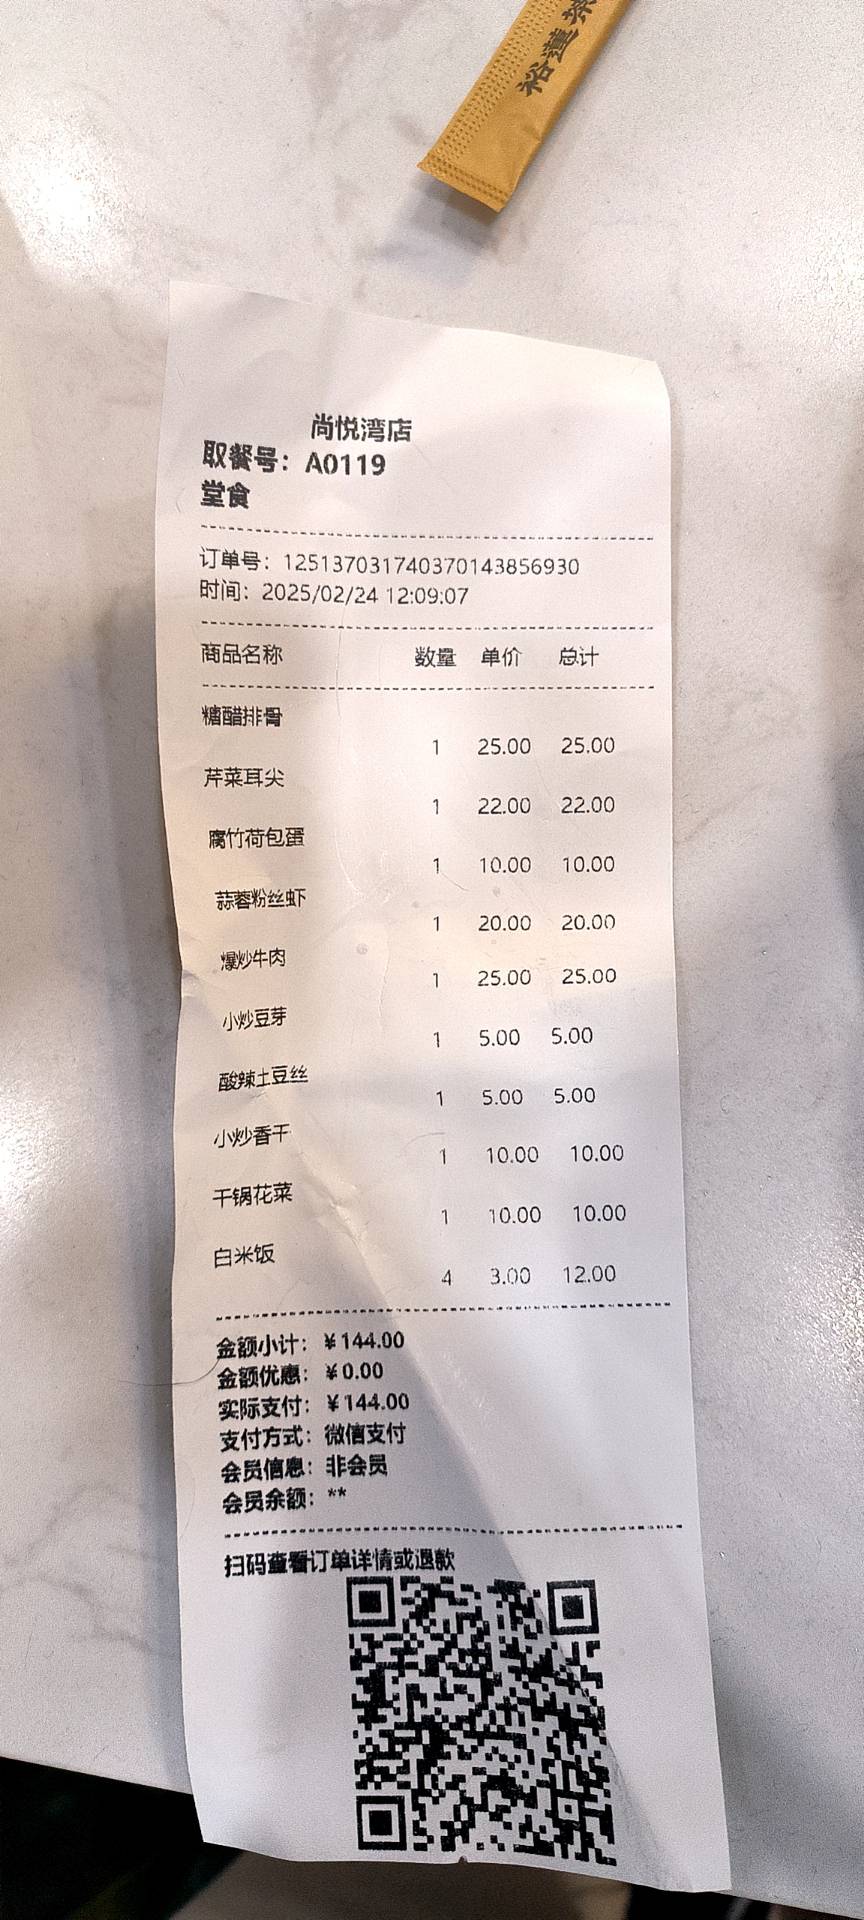 裕莲茶
尚悦湾店
取餐号：A0119
堂食
订单号：125137031740370143856930
时间：2025/02/24 12:09:07
商品名称 数量 单价 总计
糖醋排骨
1 25.00 25.00
芹菜耳尖
1 22.00 22.00
腐竹荷包蛋
1 10.00 10.00
蒜蓉粉丝虾
1 20.00 20.00
爆炒牛肉
1 25.00 25.00
小炒豆芽
1 5.00 5.00
酸辣土豆丝
1 5.00 5.00
小炒香干
1 10.00 10.00
干锅花菜
1 10.00 10.00
白米饭
4 3.00 12.00
金额小计：￥144.00
金额优惠：￥0.00
实际支付：￥144.00
支付方式：微信支付
会员信息：非会员
会员余额：**
扫码查看订单详情或退款